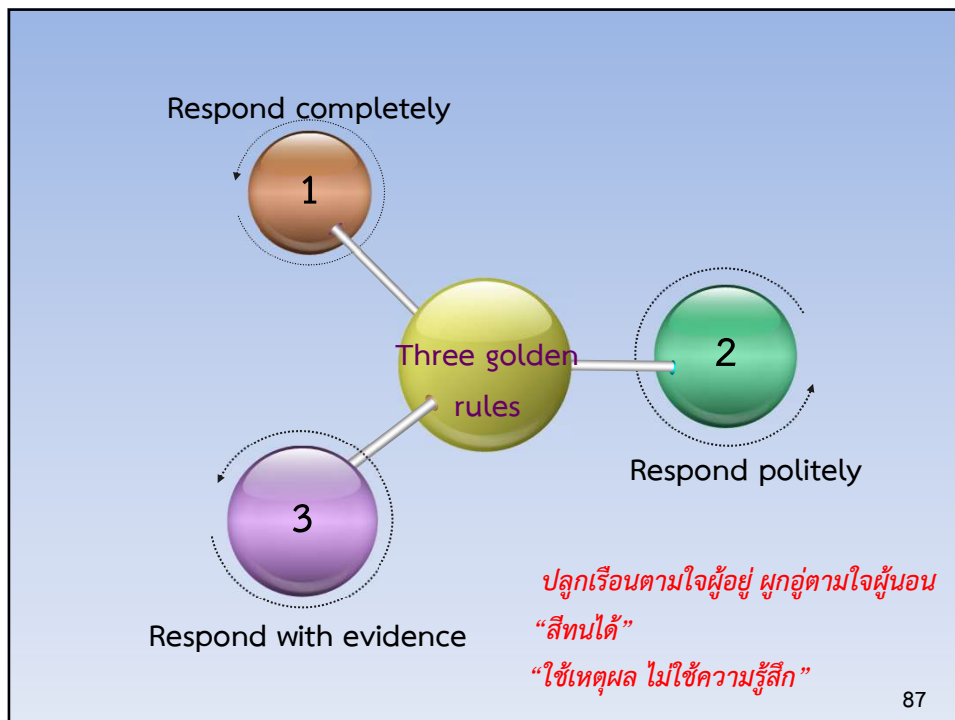 Respond completely
1
Three golden
rules
2
Respond politely
3
Respond with evidence
ปลูกเรือนตามใจผู้อยู่ ผูกอู่ตามใจผู้นอน
“สีทนได้”
“ใช้เหตุผล ไม่ใช้ความรู้สึก”
87